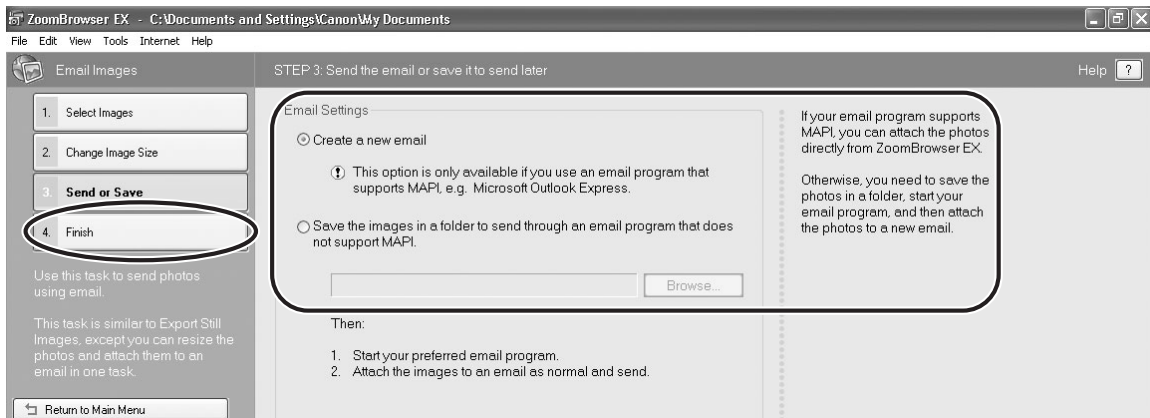 ZoomBrowser EX - C:\Documents and Settings\Canon\My Documents
File Edit View Tools Internet Help
Email Images
STEP 3: Send the email or save it to send later
Help ?
1. Select Images
2. Change Image Size
3. Send or Save
4. Finish
Use this task to send photos
using email.
This task is similar to Export Still
Images, except you can resize the
photos and attach them to an
email in one task.
Return to Main Menu
Email Settings
Create a new email
This option is only available if you use an email program that
supports MAPI, e.g. Microsoft Outlook Express.
Save the images in a folder to send through an email program that does
not support MAPI.
Browse...
Then:
1. Start your preferred email program.
2. Attach the images to an email as normal and send.
If your email program supports
MAPI, you can attach the photos
directly from ZoomBrowser EX.
Otherwise, you need to save the
photos in a folder, start your
email program, and then attach
the photos to a new email.